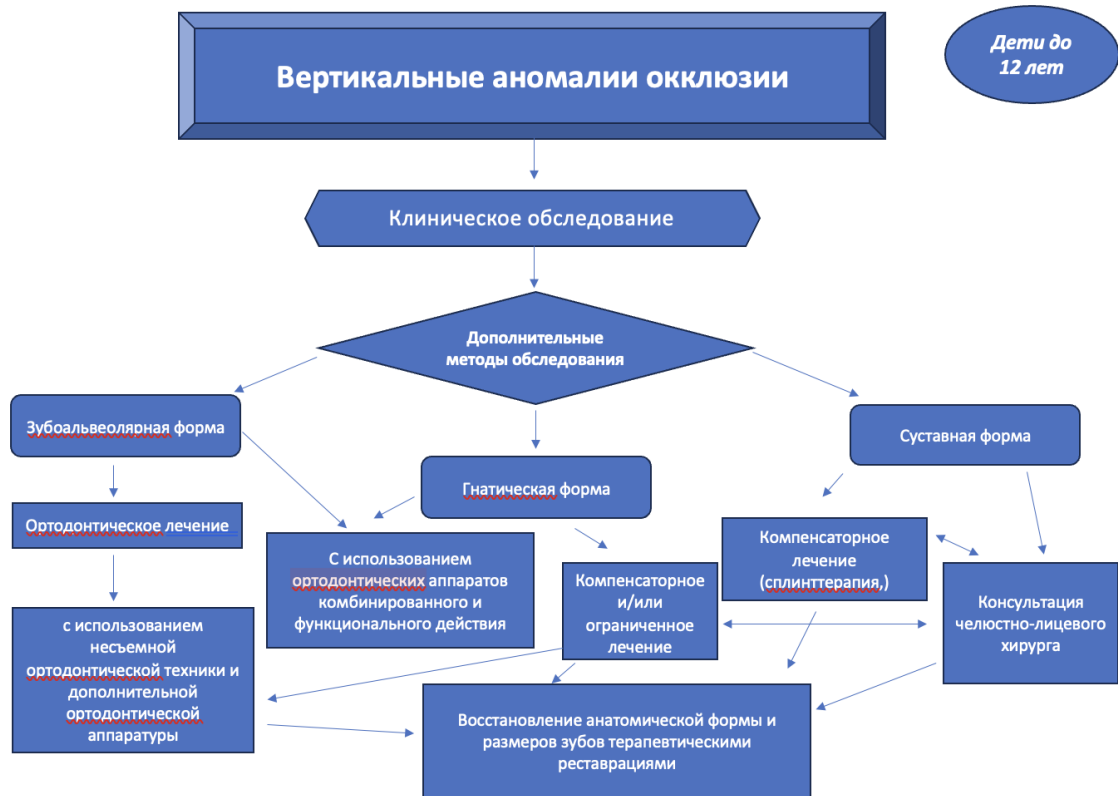 Вертикальные аномалии окклюзии
Дети до
12 лет
Клиническое обследование
Дополнительные
методы обследования
Зубоальвеолярная форма
Гнатическая форма
Суставная форма
Ортодонтическое лечение
С использованием
ортодонтических аппаратов
комбинированного и
функционального действия
Компенсаторное
и/или
ограниченное
лечение
Компенсаторное
лечение
(сплинттерапия,)
Консультация
челюстно-лицевого
хирурга
с использованием
несъемной
ортодонтической техники и
дополнительной
ортодонтической
аппаратуры
Восстановление анатомической формы и
размеров зубов терапевтическими
реставрациями